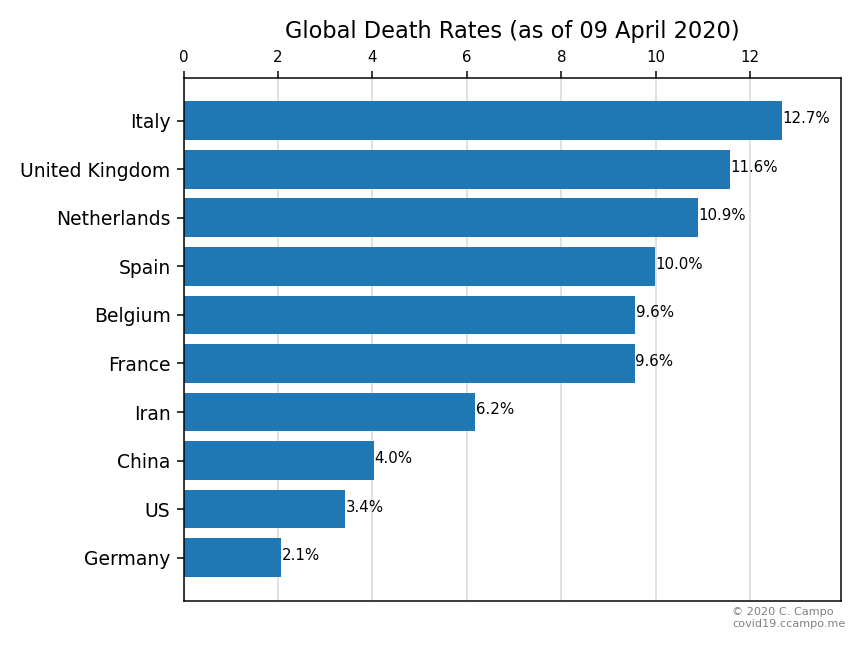 Global Death Rates (as of 09 April 2020)
0 2 4 6 8 10 12
Italy 12.7%
United Kingdom 11.6%
Netherlands 10.9%
Spain 10.0%
Belgium 9.6%
France 9.6%
Iran 6.2%
China 4.0%
US 3.4%
Germany 2.1%
© 2020 C. Campo
covid19.ccampo.me